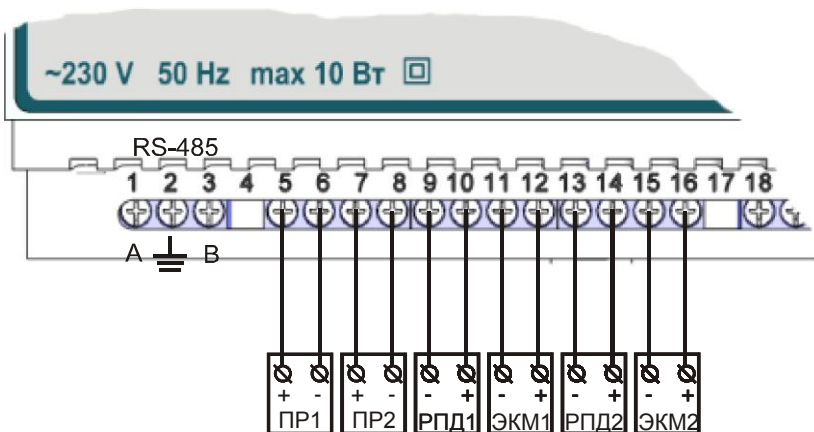 ~230 V 50 Hz max 10 Вт
RS-485
1 2 3 4 5 6 7 8 9 10 11 12 13 14 15 16 17 18
A B
+ - + - - + - + - + - +
ПР1 ПР2 РПД1 ЭКМ1 РПД2 ЭКМ2